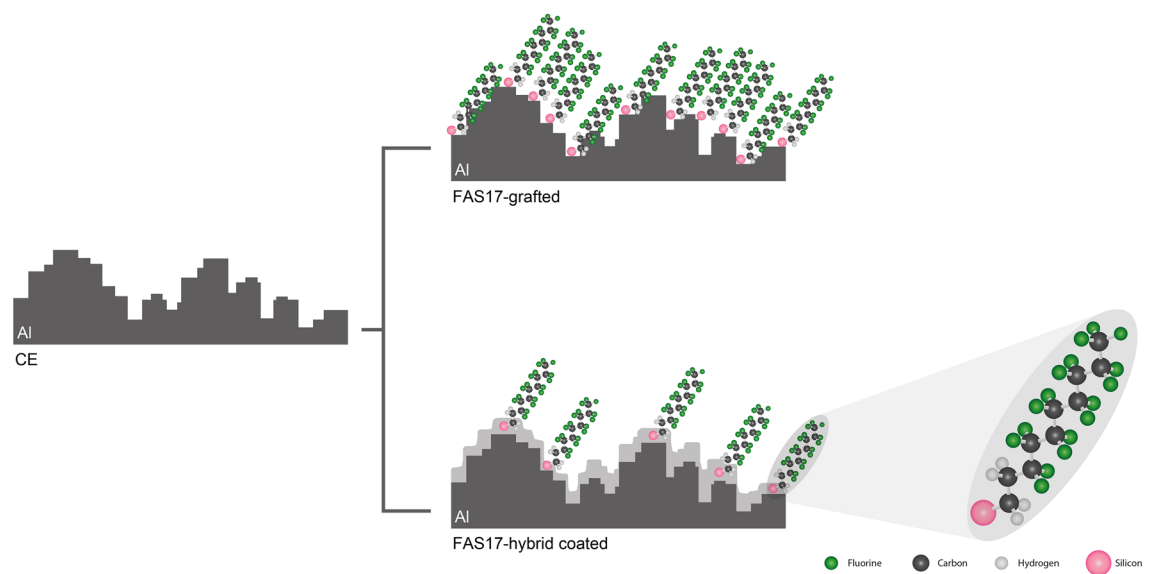 Al
FAS17-grafted
Al
CE
Al
FAS17-hybrid coated
Fluorine
Carbon
Hydrogen
Silicon